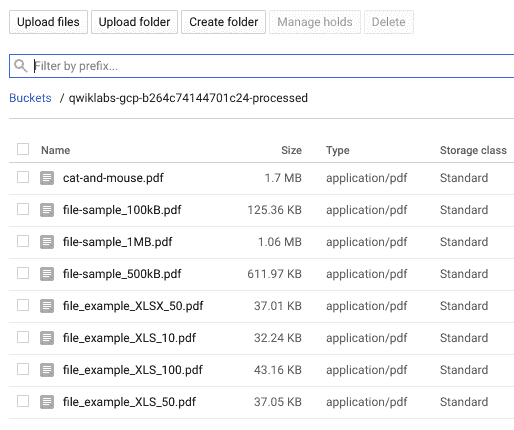 Upload files Upload folder Create folder Manage holds Delete
Filter by prefix...
Buckets / qwiklabs-gcp-b264c74144701c24-processed
Name Size Type Storage class
cat-and-mouse.pdf 1.7 MB application/pdf Standard
file-sample_100kB.pdf 125.36 KB application/pdf Standard
file-sample_1MB.pdf 1.06 MB application/pdf Standard
file-sample_500kB.pdf 611.97 KB application/pdf Standard
file_example_XLSX_50.pdf 37.01 KB application/pdf Standard
file_example_XLS_10.pdf 32.24 KB application/pdf Standard
file_example_XLS_100.pdf 43.16 KB application/pdf Standard
file_example_XLS_50.pdf 37.05 KB application/pdf Standard